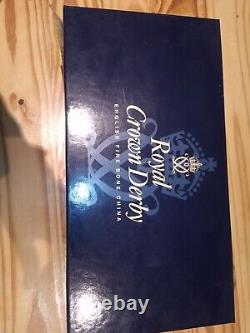 Royal
Crown Derby
ENGLISH FINE BONE CHINA